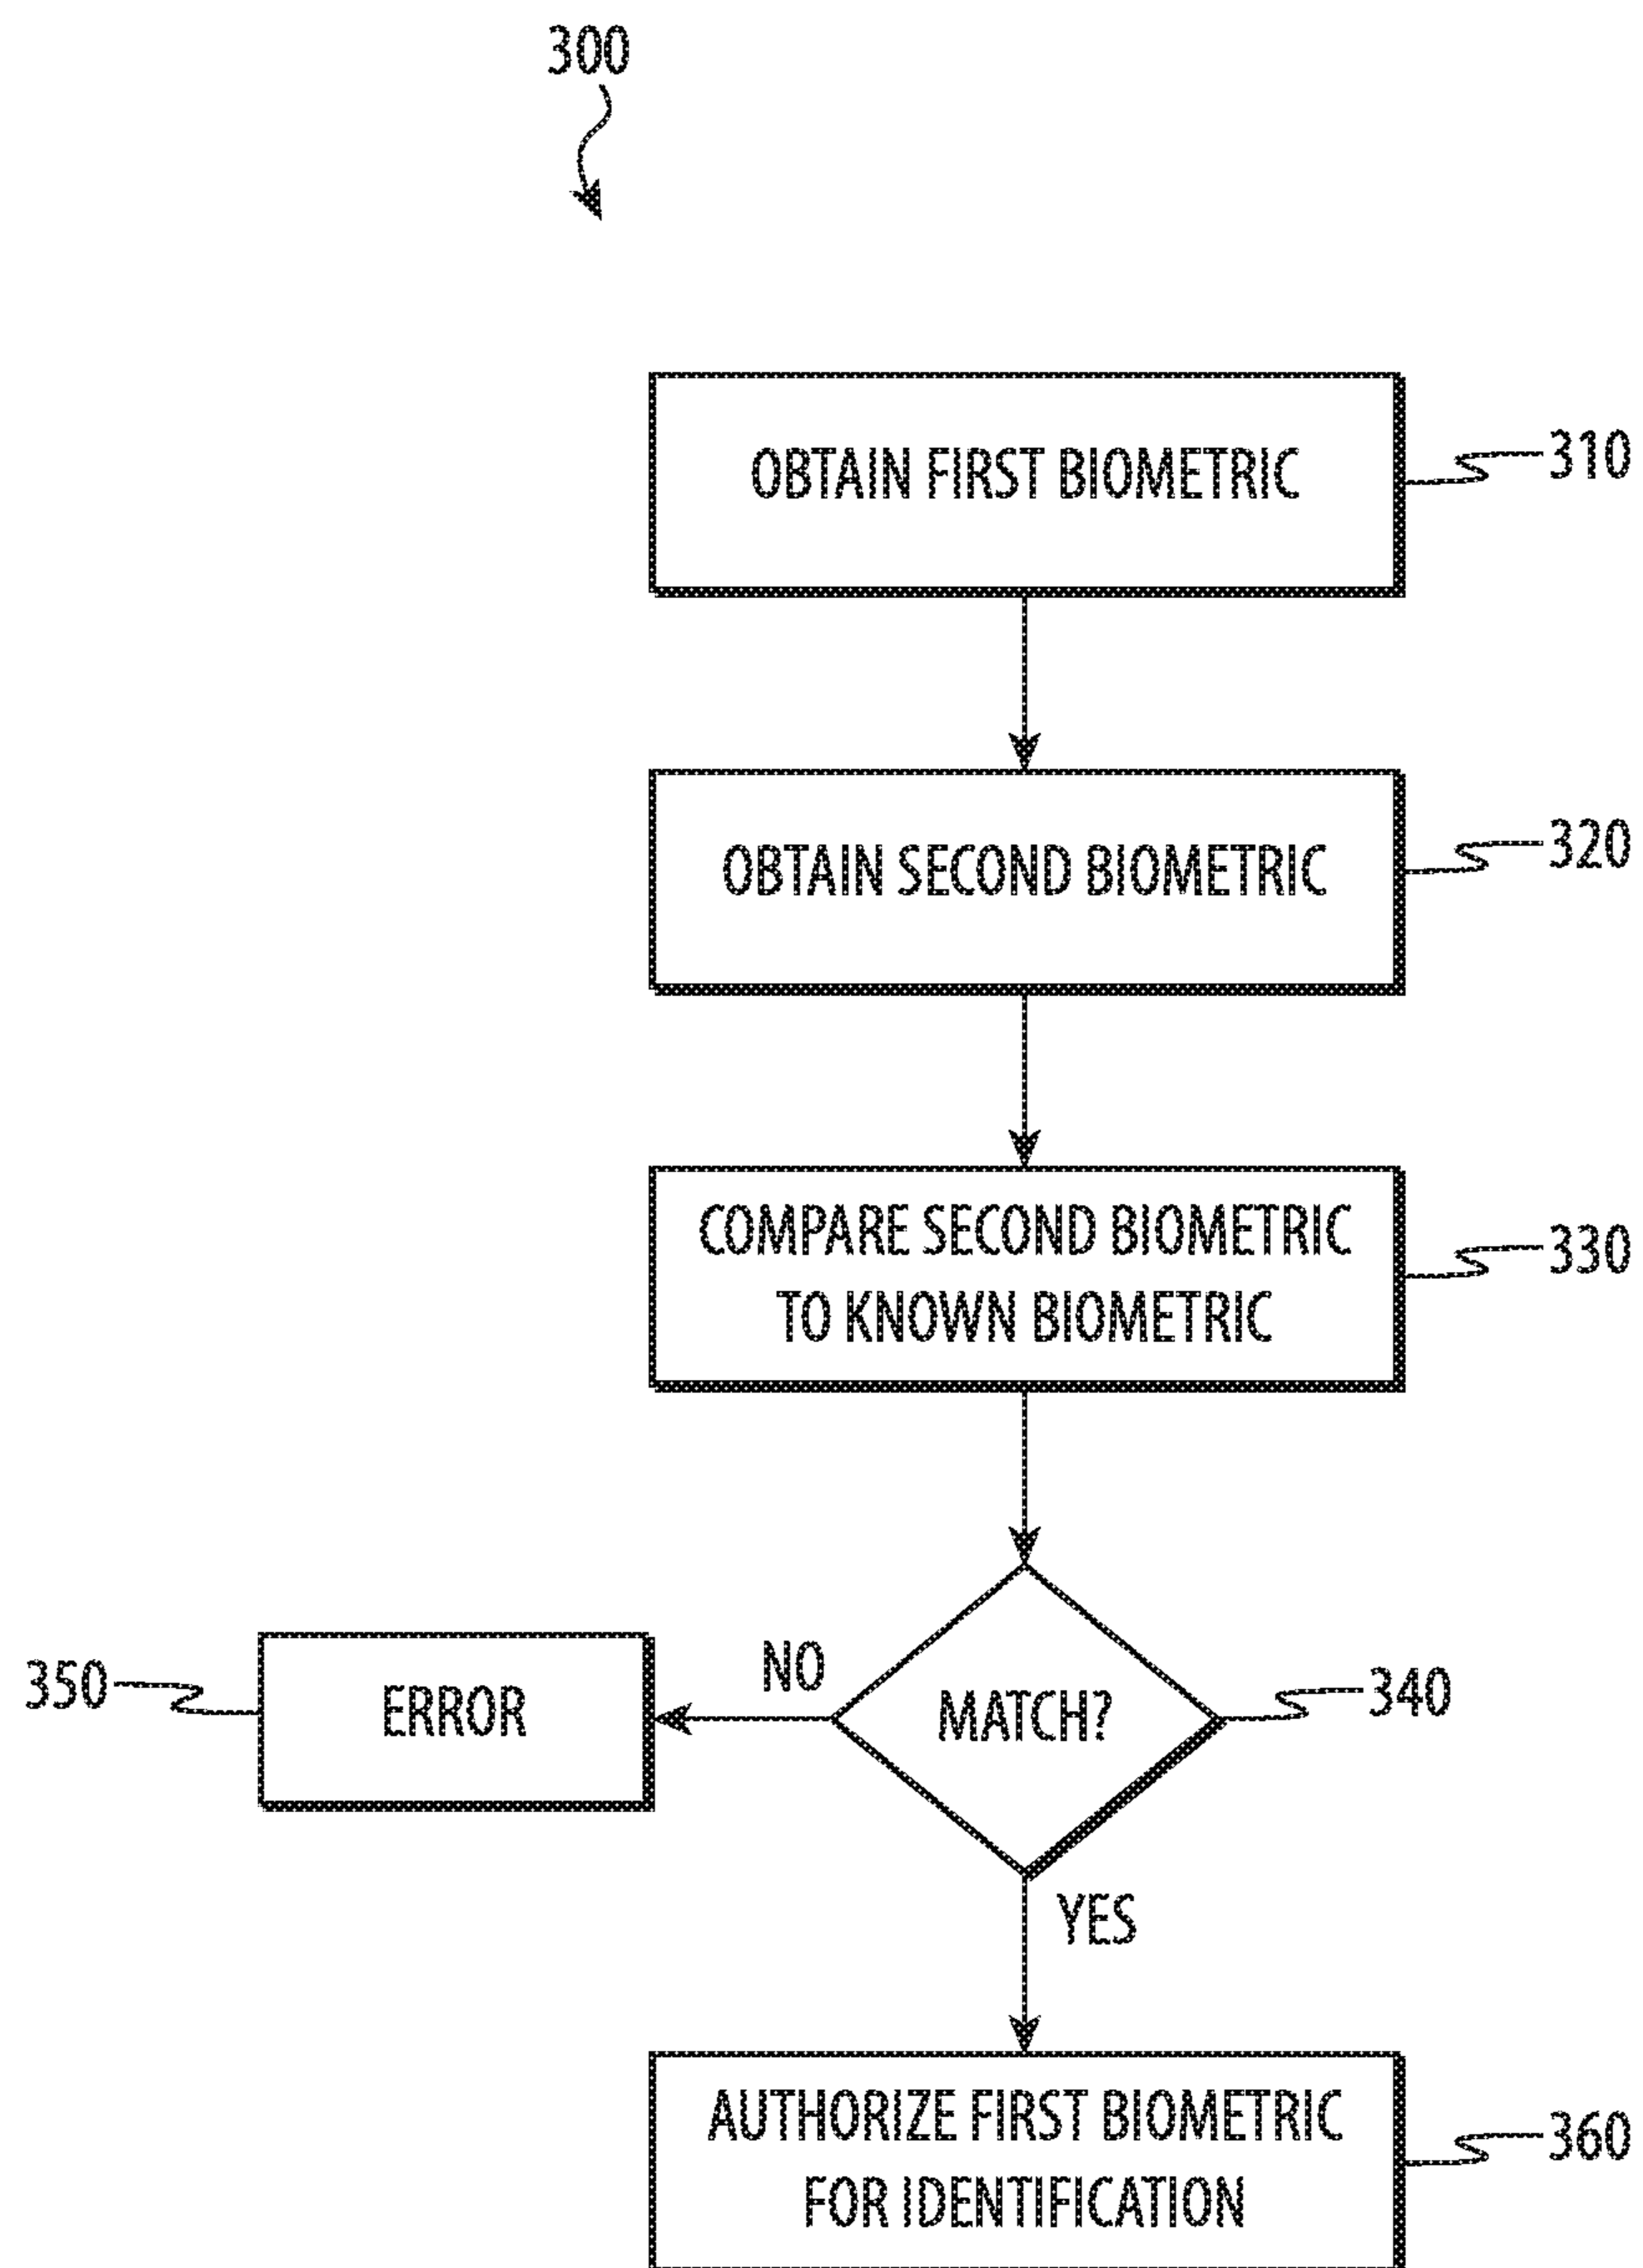 300
OBTAIN FIRST BIOMETRIC
310
OBTAIN SECOND BIOMETRIC
320
COMPARE SECOND BIOMETRIC
TO KNOWN BIOMETRIC
330
350
ERROR
NO
MATCH?
340
YES
AUTHORIZE FIRST BIOMETRIC
FOR IDENTIFICATION
360